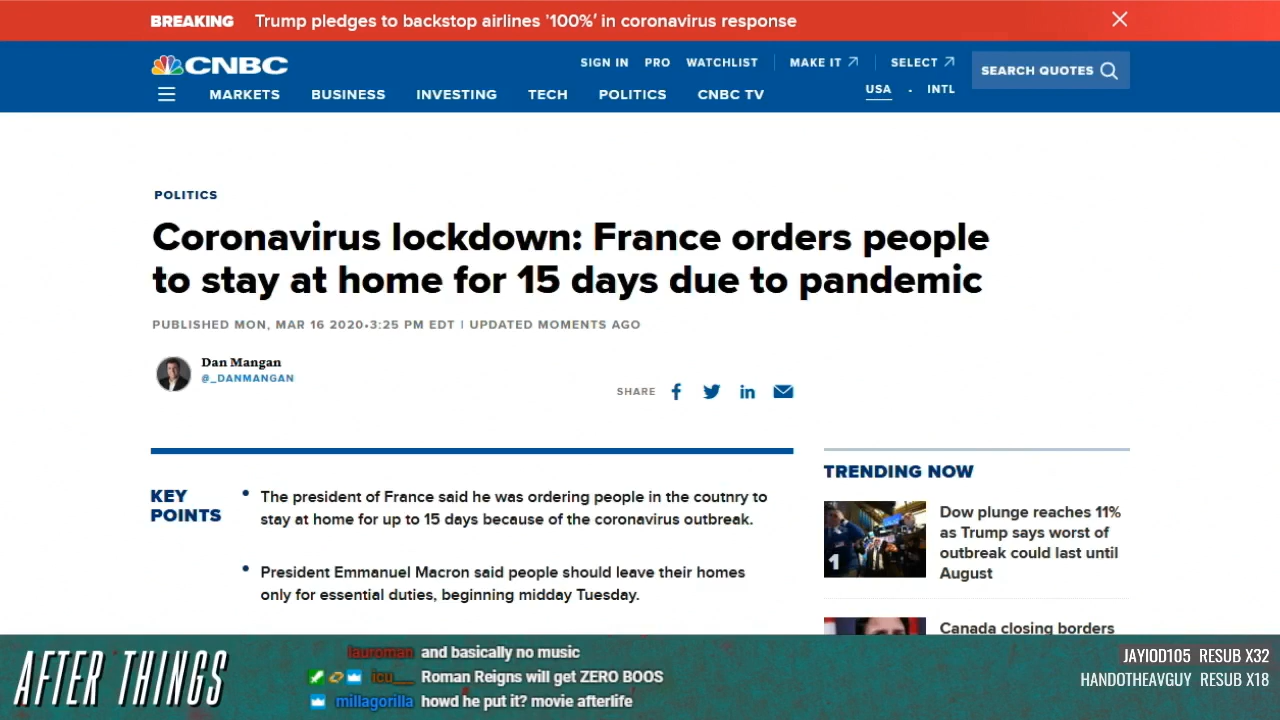 BREAKING Trump pledges to backstop airlines '100%' in coronavirus response
CNBC
SIGN IN PRO WATCHLIST MAKE IT SELECT
SEARCH QUOTES
USA - INTL
MARKETS BUSINESS INVESTING TECH POLITICS CNBC TV
POLITICS
Coronavirus lockdown: France orders people
to stay at home for 15 days due to pandemic
PUBLISHED MON, MAR 16 2020•3:25 PM EDT | UPDATED MOMENTS AGO
Dan Mangan
@_DANMANGAN
SHARE
KEY
POINTS
• The president of France said he was ordering people in the coutnry to
stay at home for up to 15 days because of the coronavirus outbreak.
• President Emmanuel Macron said people should leave their homes
only for essential duties, beginning midday Tuesday.
TRENDING NOW
1
Dow plunge reaches 11%
as Trump says worst of
outbreak could last until
August
Canada closing borders
AFTER THINGS
lauroman and basically no music
icu__ Roman Reigns will get ZERO BOOS
millagorilla howd he put it? movie afterlife
JAYIOD105 RESUB X32
HANDOTHEAVGUY RESUB X18